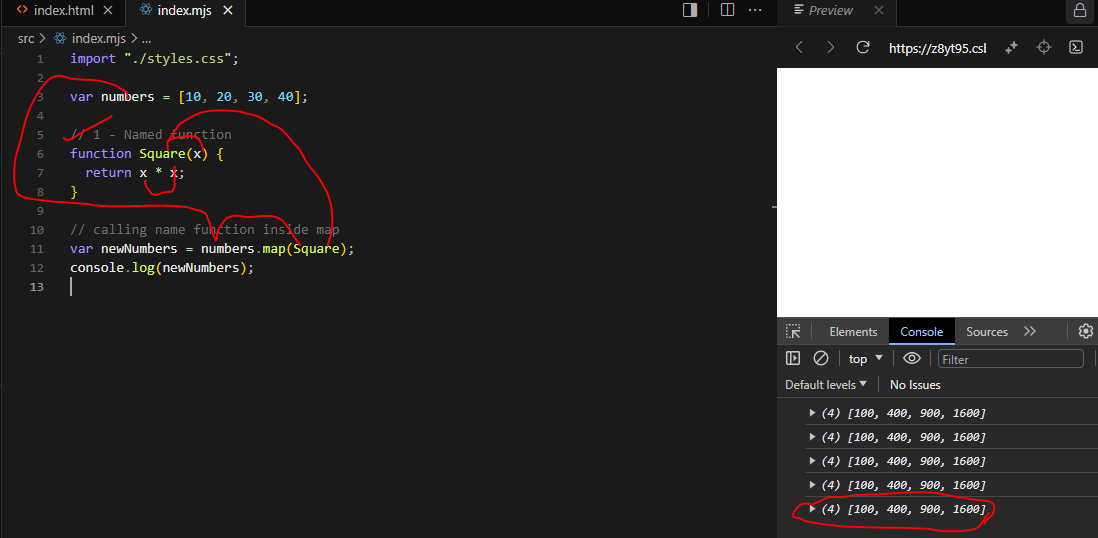 index.html
index.mjs
Preview
src > index.mjs > ...
https://z8yt95.csl
1 import "./styles.css";
2
3 var numbers = [10, 20, 30, 40];
4
5 // 1 - Named function
6 function Square(x) {
7 return x * x;
8 }
9
10 // calling name function inside map
11 var newNumbers = numbers.map(Square);
12 console.log(newNumbers);
13
Elements Console Sources
top Filter
Default levels No Issues
(4) [100, 400, 900, 1600]
(4) [100, 400, 900, 1600]
(4) [100, 400, 900, 1600]
(4) [100, 400, 900, 1600]
(4) [100, 400, 900, 1600]